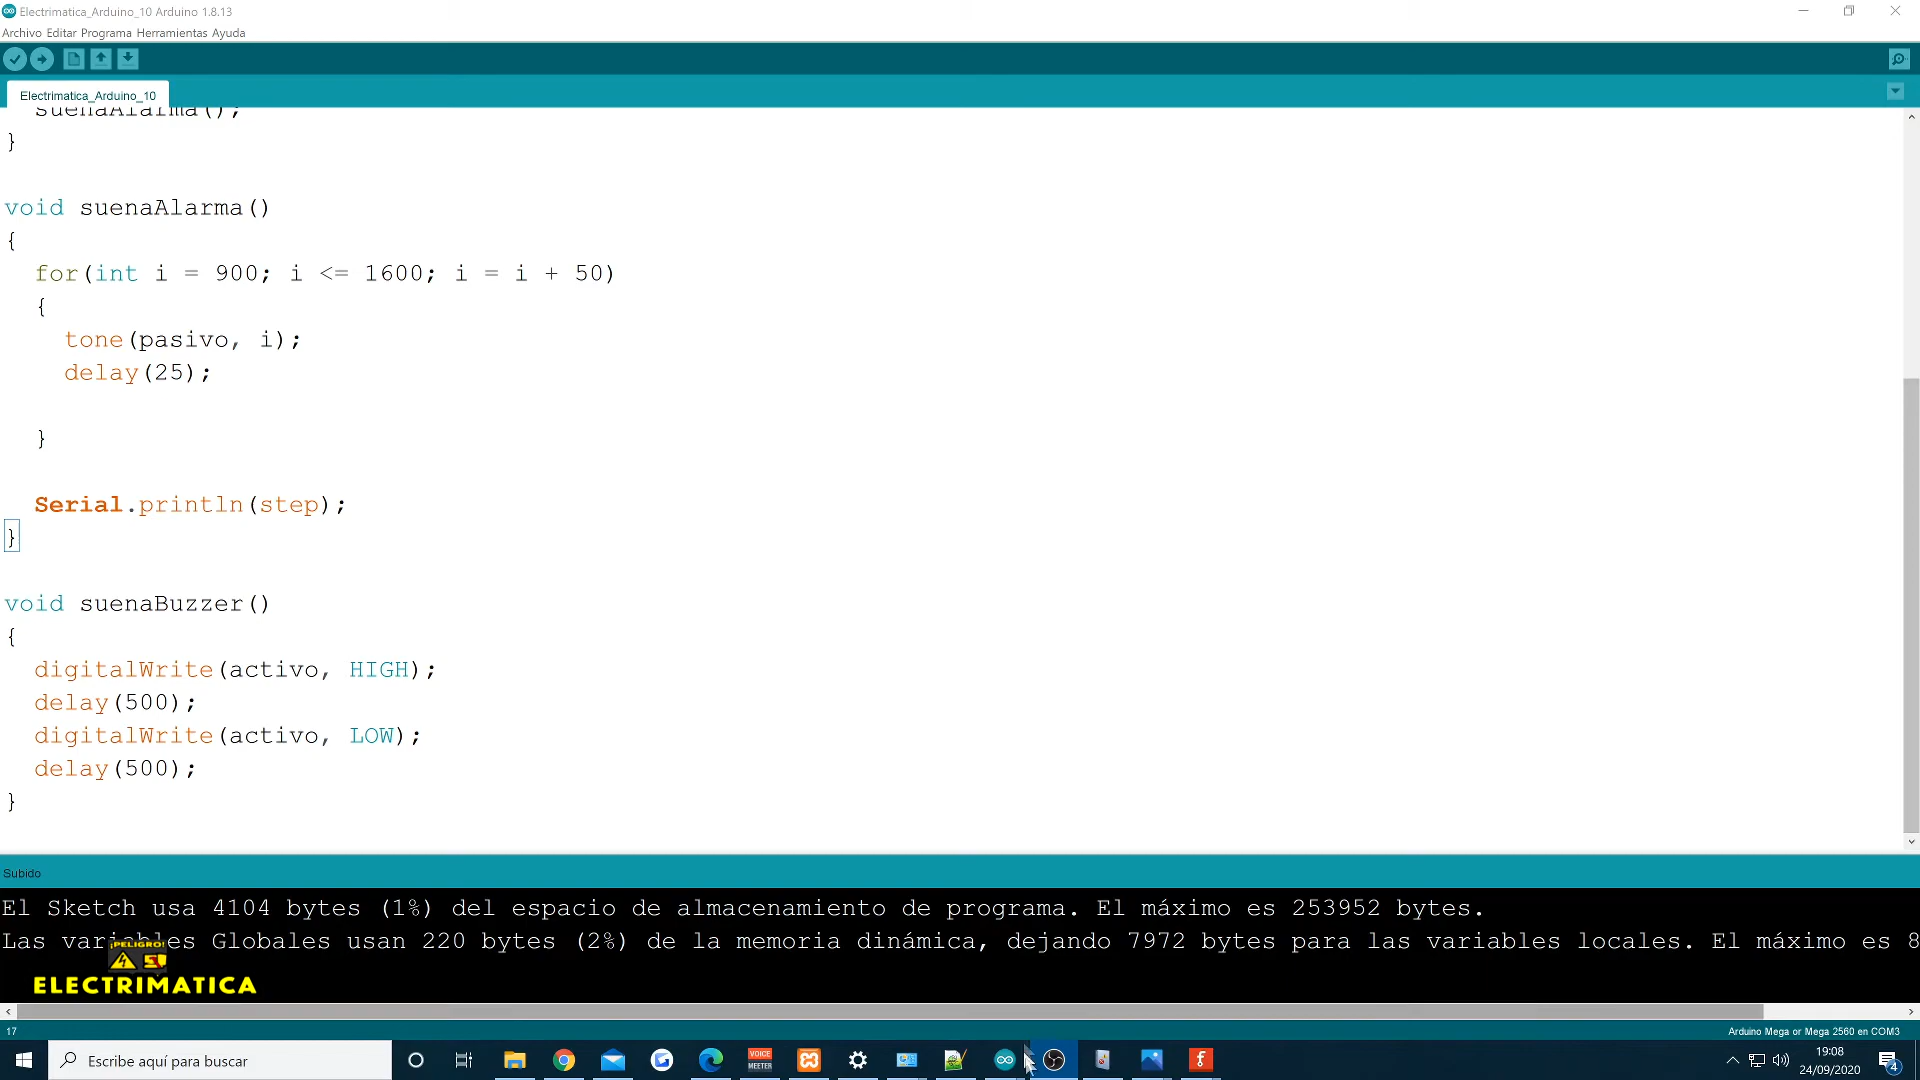 Electrimatica_Arduino_10 Arduino 1.8.13
Archivo Editar Programa Herramientas Ayuda
Electrimatica_Arduino_10
suenaAlarma();
}
void suenaAlarma()
{
for(int i = 900; i <= 1600; i = i + 50)
{
tone(pasivo, i);
delay(25);
}
Serial.println(step);
}
void suenaBuzzer()
{
digitalWrite(activo, HIGH);
delay(500);
digitalWrite(activo, LOW);
delay(500);
}
Subido
El Sketch usa 4104 bytes (1%) del espacio de almacenamiento de programa. El máximo es 253952 bytes.
Las variables Globales usan 220 bytes (2%) de la memoria dinámica, dejando 7972 bytes para las variables locales. El máximo es 8
¡PELIGRO!
ELECTRIMATICA
17
Arduino Mega or Mega 2560 en COM3
Escribe aquí para buscar
VOICE
MEETER
19:08
24/09/2020
4